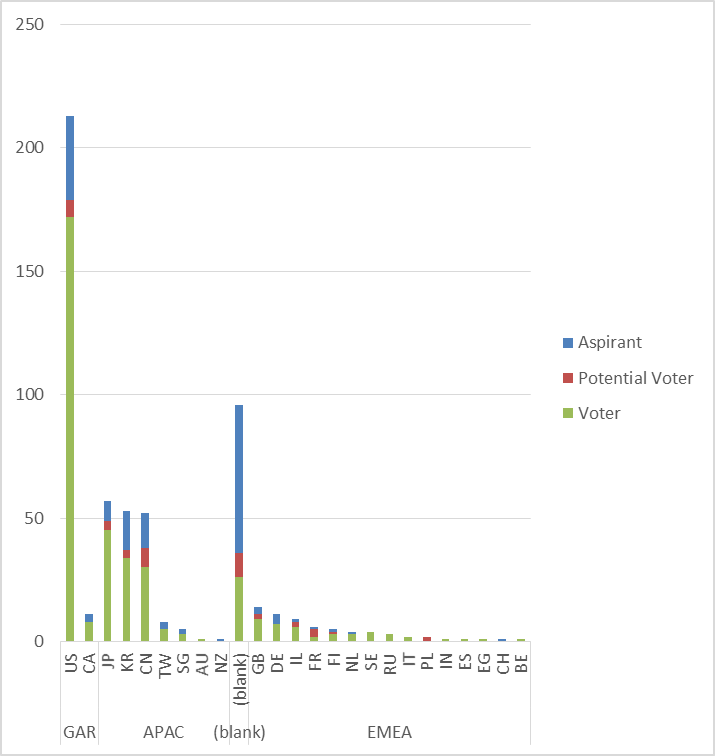 250
200
150
100
50
0
Aspirant
Potential Voter
Voter
US CA JP KR CN TW SG AU NZ (blank) GB DE IL FR FI NL SE RU IT PL IN ES EG CH BE
GAR APAC (blank) EMEA